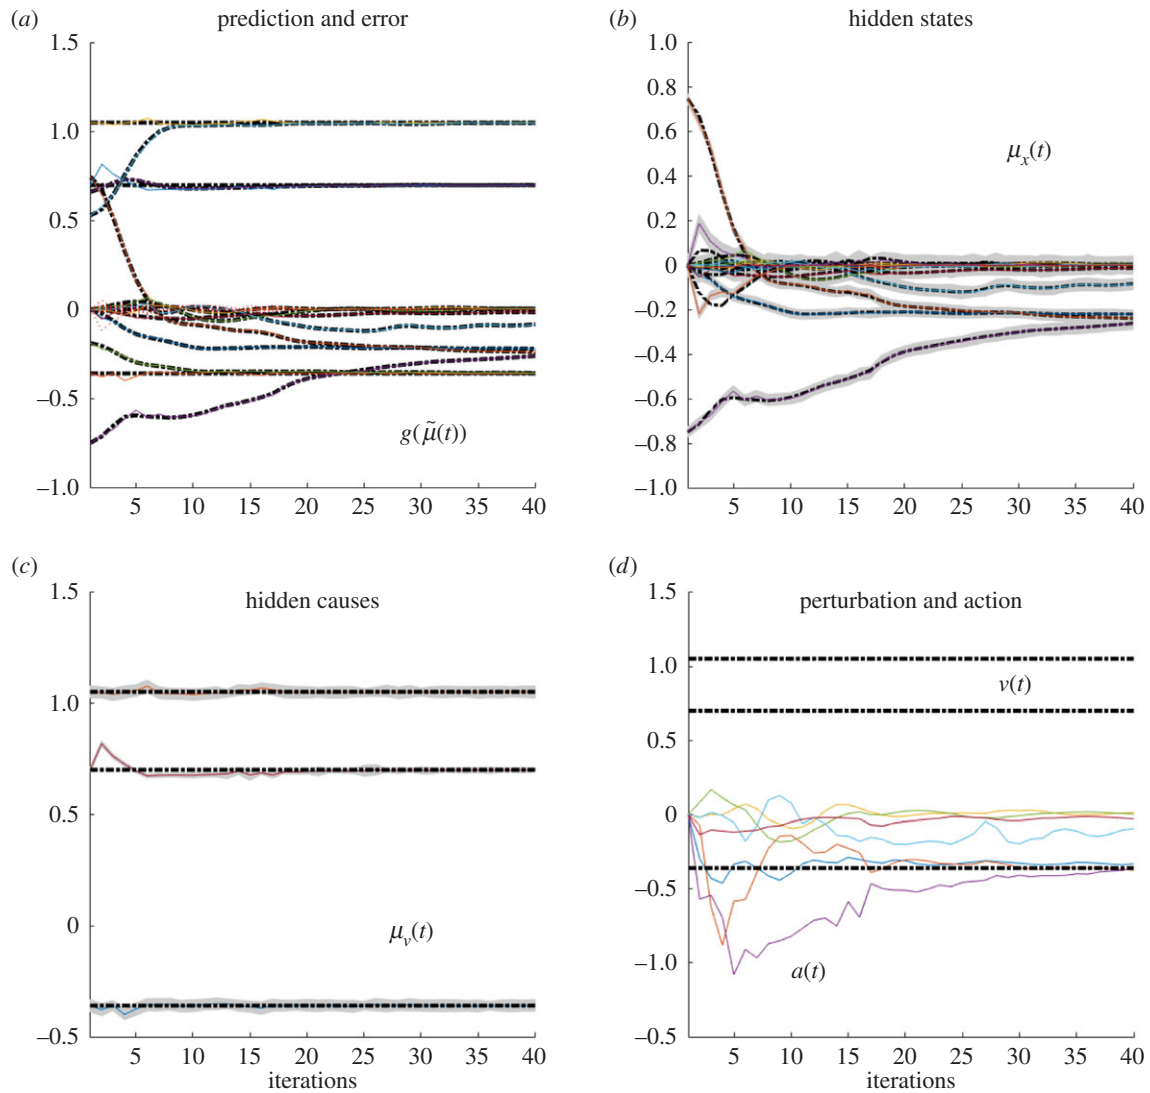 (a) prediction and error
1.5
1.0
0.5
0
–0.5
–1.0
g(μ̃(t))
5 10 15 20 25 30 35 40
(b) hidden states
1.0
0.8
0.6
0.4
0.2
0
–0.2
–0.4
–0.6
–0.8
–1.0
μx(t)
5 10 15 20 25 30 35 40
(c)
hidden causes
1.5
1.0
0.5
0
–0.5
μv(t)
5 10 15 20 25 30 35 40
iterations
(d)
perturbation and action
1.5
1.0
0.5
0
–0.5
–1.0
–1.5
v(t)
a(t)
5 10 15 20 25 30 35 40
iterations